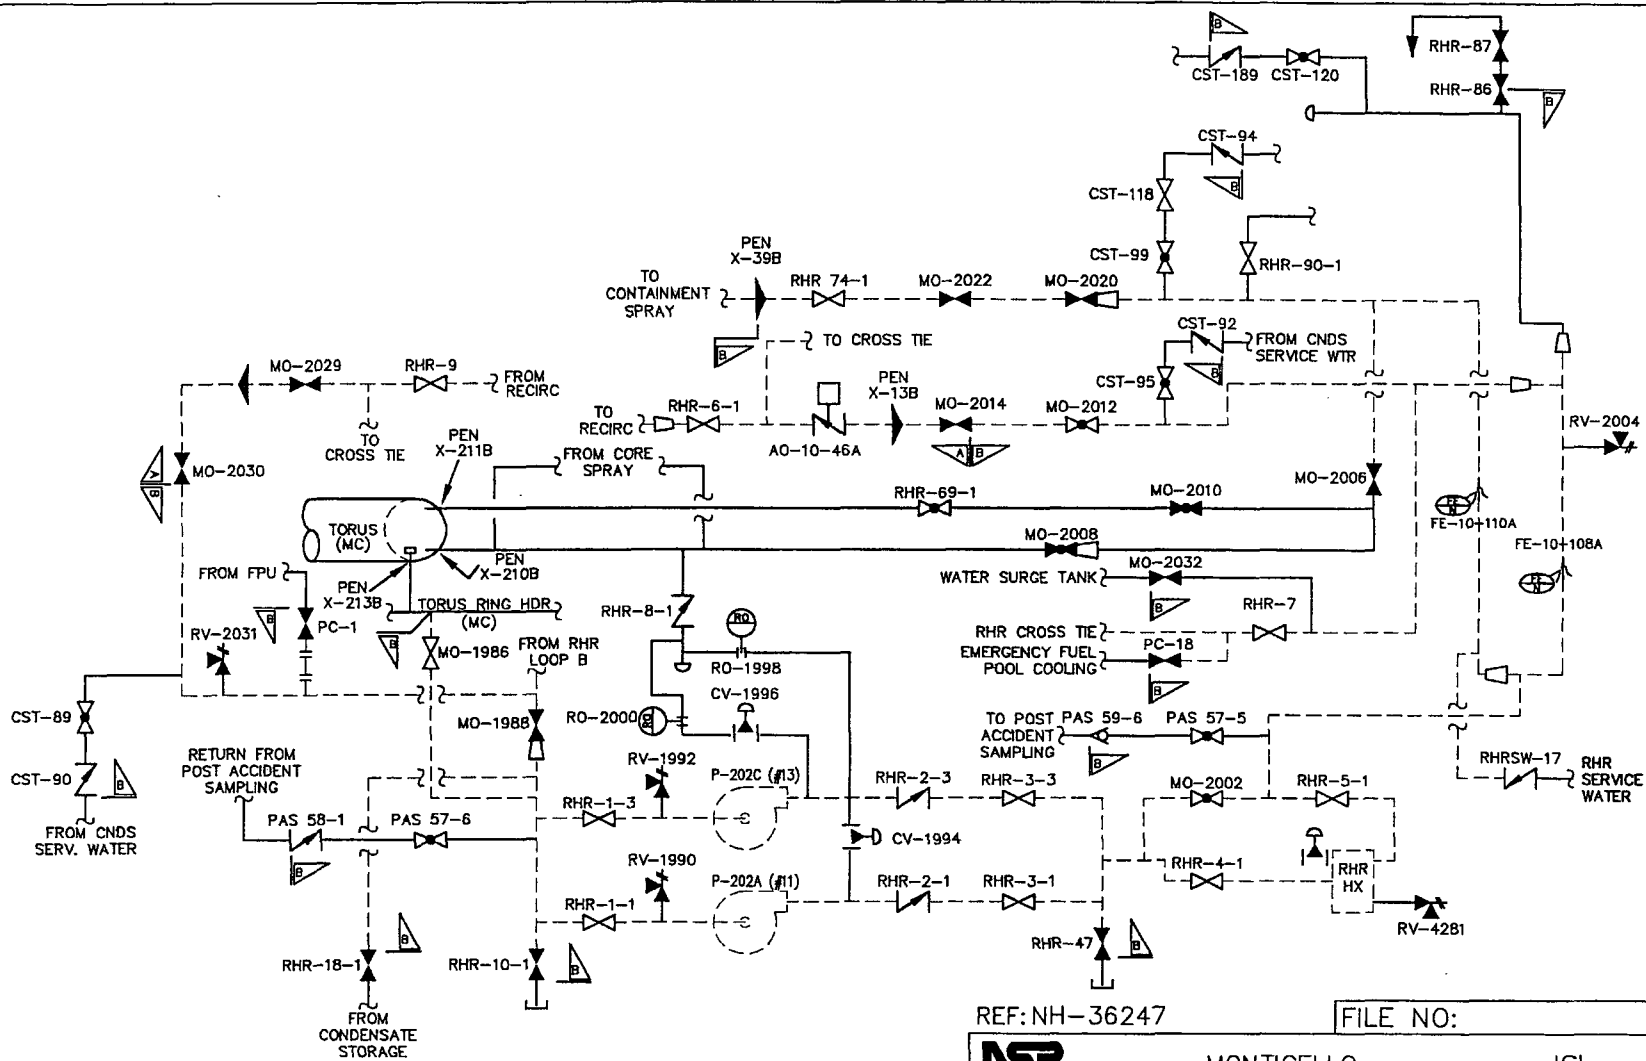 B
RHR-87
CST-189 CST-120
RHR-86
B
CST-94
B
CST-118
PEN
X-39B
CST-99
RHR-90-1
TO
CONTAINMENT
SPRAY
RHR 74-1
MO-2022
MO-2020
CST-92
FROM CNDS
SERVICE WTR
B
TO CROSS TIE
B
MO-2029
RHR-9
FROM
RECIRC
PEN
X-13B
CST-95
TO
RECIRC
RHR-6-1
MO-2014
MO-2012
RV-2004
TO
CROSS TIE
PEN
X-211B
AO-10-46A
A B
FROM CORE
SPRAY
A
B
MO-2030
MO-2006
RHR-69-1
MO-2010
FE
N
FE-10-110A
TORUS
(MC)
MO-2008
FE-10-108A
FROM FPU
PEN
X-210B
WATER SURGE TANK
MO-2032
FE
N
PEN
X-213B
B
RHR-8-1
RHR-7
TORUS RING HDR
(MC)
RO
B
PC-1
RV-2031
RHR CROSS TIE
B
MO-1986
FROM RHR
LOOP B
RO-1998
EMERGENCY FUEL
POOL COOLING
PC-18
B
CV-1996
CST-89
MO-1988
RO-2000
RO
TO POST
ACCIDENT
SAMPLING
PAS 59-6
PAS 57-5
RETURN FROM
POST ACCIDENT
SAMPLING
B
RV-1992
P-202C (#13)
RHR-2-3
RHR-3-3
RHRSW-17
RHR
SERVICE
WATER
CST-90
B
MO-2002
RHR-5-1
RHR-1-3
C
FROM CNDS
SERV. WATER
PAS 58-1
PAS 57-6
CV-1994
B
RV-1990
P-202A (#11)
RHR-2-1
RHR-3-1
RHR-4-1
RHR
HX
RHR-1-1
C
RV-4281
B
B
RHR-47
B
RHR-18-1
RHR-10-1
FROM
CONDENSATE
STORAGE
REF: NH-36247
FILE NO:
NSP
MONTICELLO
ISI